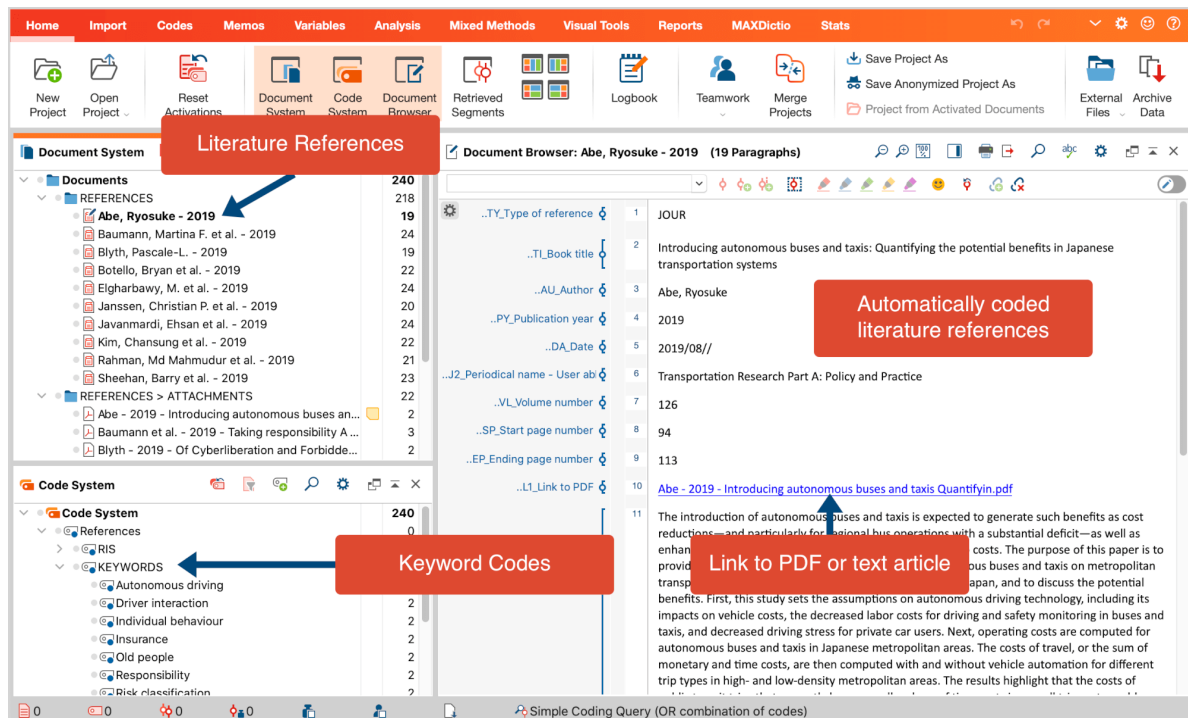 Home Import Codes Memos Variables Analysis Mixed Methods Visual Tools Reports MAXDictio Stats
New Project
Open Project
Reset Activations
Document System
Code System
Document Browser
Retrieved Segments
Logbook
Teamwork
Merge Projects
Save Project As
Save Anonymized Project As
Project from Activated Documents
External Files
Archive Data
Literature References
Document System
Documents 240
REFERENCES 218
Abe, Ryosuke - 2019 19
Baumann, Martina F. et al. - 2019 24
Blyth, Pascale-L. - 2019 19
Botello, Bryan et al. - 2019 22
Elgharbawy, M. et al. - 2019 24
Janssen, Christian P. et al. - 2019 20
Javanmardi, Ehsan et al. - 2019 24
Kim, Chansung et al. - 2019 22
Rahman, Md Mahmudur et al. - 2019 21
Sheehan, Barry et al. - 2019 23
REFERENCES > ATTACHMENTS 22
Abe - 2019 - Introducing autonomous buses an... 2
Baumann et al. - 2019 - Taking responsibility A ... 3
Blyth - 2019 - Of Cyberliberation and Forbidde... 2
Code System
Code System 240
References 0
RIS
KEYWORDS
Autonomous driving
Driver interaction 2
Individual behaviour 2
Insurance 2
Old people 2
Responsibility 2
Risk classification 2
Keyword Codes
Document Browser: Abe, Ryosuke - 2019 (19 Paragraphs)
..TY_Type of reference 1 JOUR
..TI_Book title 2 Introducing autonomous buses and taxis: Quantifying the potential benefits in Japanese
transportation systems
..AU_Author 3 Abe, Ryosuke
..PY_Publication year 4 2019
..DA_Date 5 2019/08//
..J2_Periodical name - User abl 6 Transportation Research Part A: Policy and Practice
..VL_Volume number 7 126
..SP_Start page number 8 94
..EP_Ending page number 9 113
..L1_Link to PDF 10 Abe - 2019 - Introducing autonomous buses and taxis Quantifyin.pdf
Automatically coded
literature references
11 The introduction of autonomous buses and taxis is expected to generate such benefits as cost
reductions—and particularly for regional bus operations with a substantial deficit—as well as
enhan costs. The purpose of this paper is to
provid ous buses and taxis on metropolitan
transp apan, and to discuss the potential
benefits. First, this study sets the assumptions on autonomous driving technology, including its
impacts on vehicle costs, the decreased labor costs for driving and safety monitoring in buses and
taxis, and decreased driving stress for private car users. Next, operating costs are computed for
autonomous buses and taxis in Japanese metropolitan areas. The costs of travel, or the sum of
monetary and time costs, are then computed with and without vehicle automation for different
trip types in high- and low-density metropolitan areas. The results highlight that the costs of
Link to PDF or text article
0 0 0 0 Simple Coding Query (OR combination of codes)